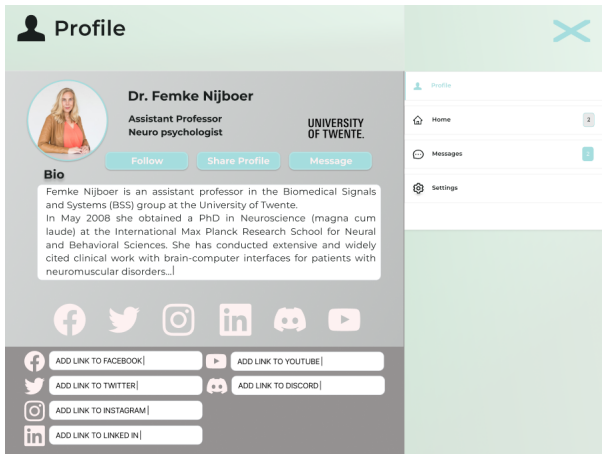 Profile
Dr. Femke Nijboer
Assistant Professor
Neuro psychologist
UNIVERSITY
OF TWENTE.
Follow
Share Profile
Message
Bio
Femke Nijboer is an assistant professor in the Biomedical Signals
and Systems (BSS) group at the University of Twente.
In May 2008 she obtained a PhD in Neuroscience (magna cum
laude) at the International Max Planck Research School for Neural
and Behavioral Sciences. She has conducted extensive and widely
cited clinical work with brain-computer interfaces for patients with
neuromuscular disorders...|
in
ADD LINK TO FACEBOOK|
ADD LINK TO YOUTUBE|
ADD LINK TO TWITTER|
ADD LINK TO DISCORD|
ADD LINK TO INSTAGRAM|
in
ADD LINK TO LINKED IN|
Profile
Home
2
Messages
Settings